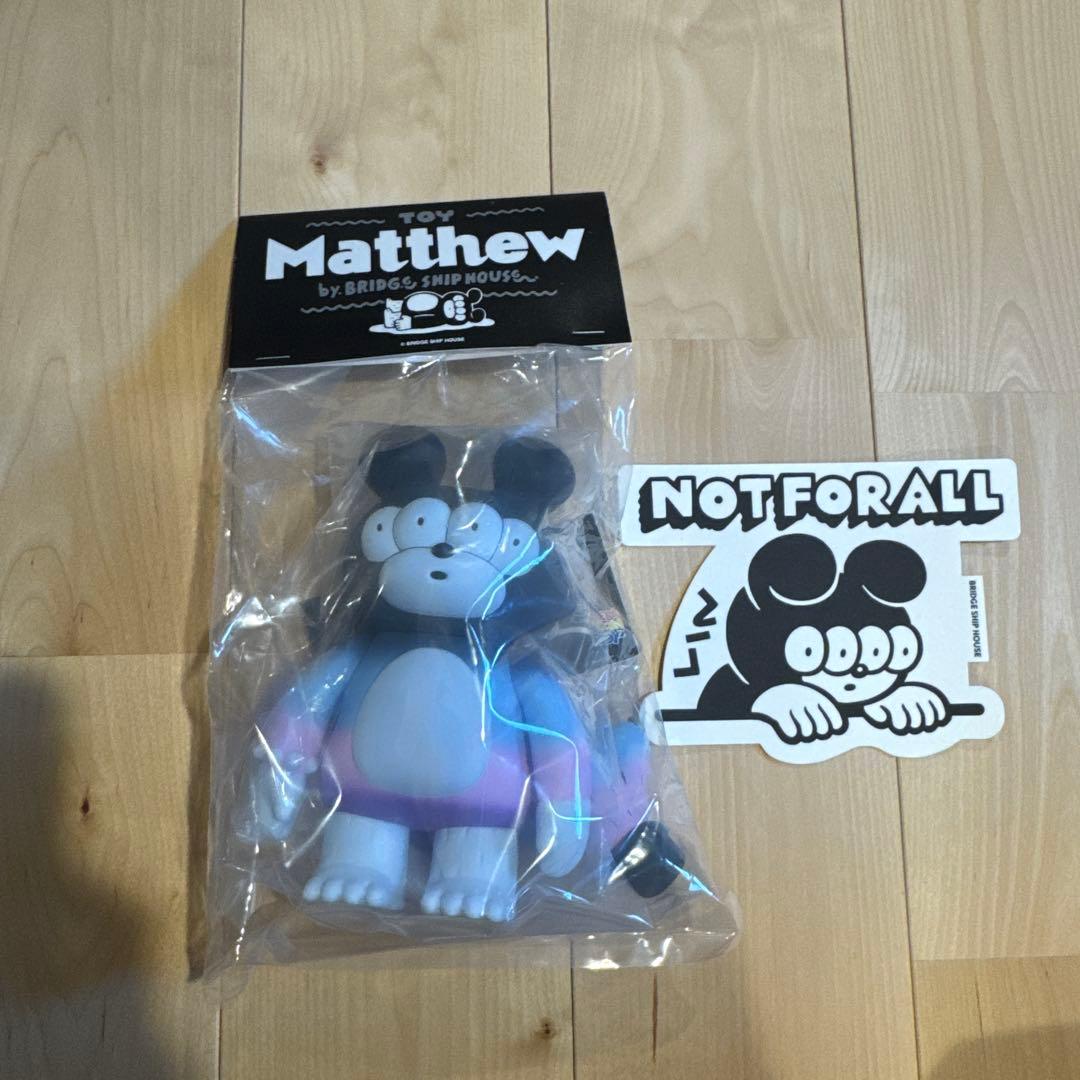 TOY
Matthew
by. BRIDGE SHIP HOUSE
© BRIDGE SHIP HOUSE
NOT FOR ALL
BRIDGE SHIP HOUSE